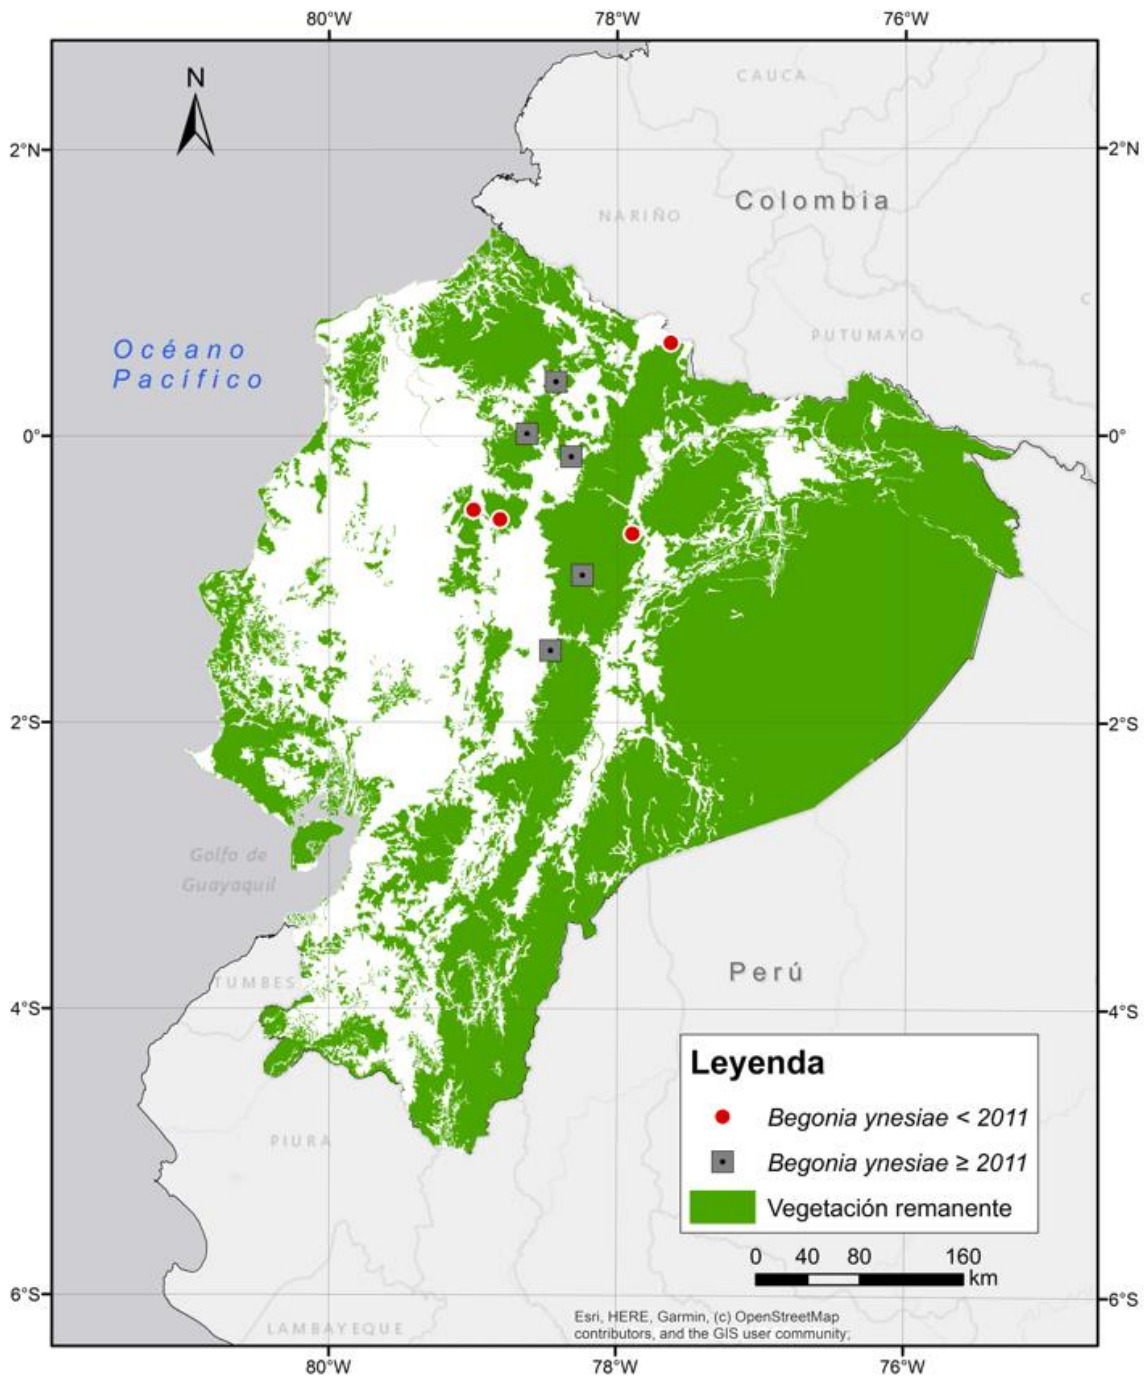 80°W 78°W 76°W
N
CAUCA
2°N 2°N
Colombia
NARIÑO
PUTUMAYO
Océano
Pacífico
0° 0°
2°S 2°S
Golfo de
Guayaquil
Perú
TUMBES
4°S 4°S
Leyenda
Begonia ynesiae < 2011
Begonia ynesiae ≥ 2011
Vegetación remanente
PIURA
0 40 80 160
km
6°S 6°S
Esri, HERE, Garmin, (c) OpenStreetMap
contributors, and the GIS user community;
LAMBAYEQUE
80°W 78°W 76°W